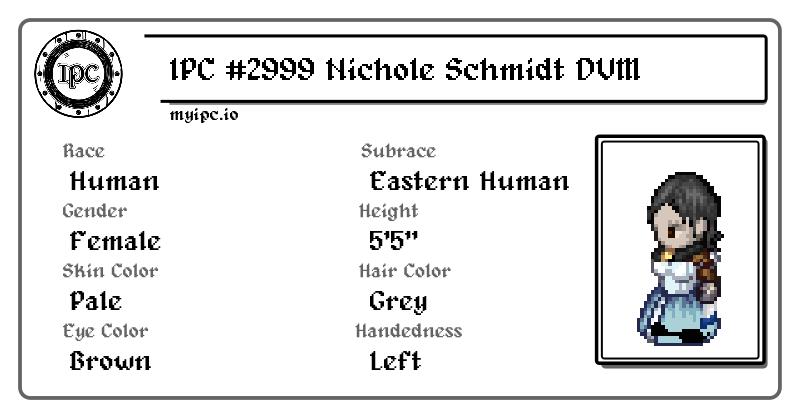 IPC
IPC #2999 Nichole Schmidt DVM
myipc.io
Race
Human
Subrace
Eastern Human
Gender
Female
Height
5'5"
Skin Color
Pale
Hair Color
Grey
Eye Color
Brown
Handedness
Left